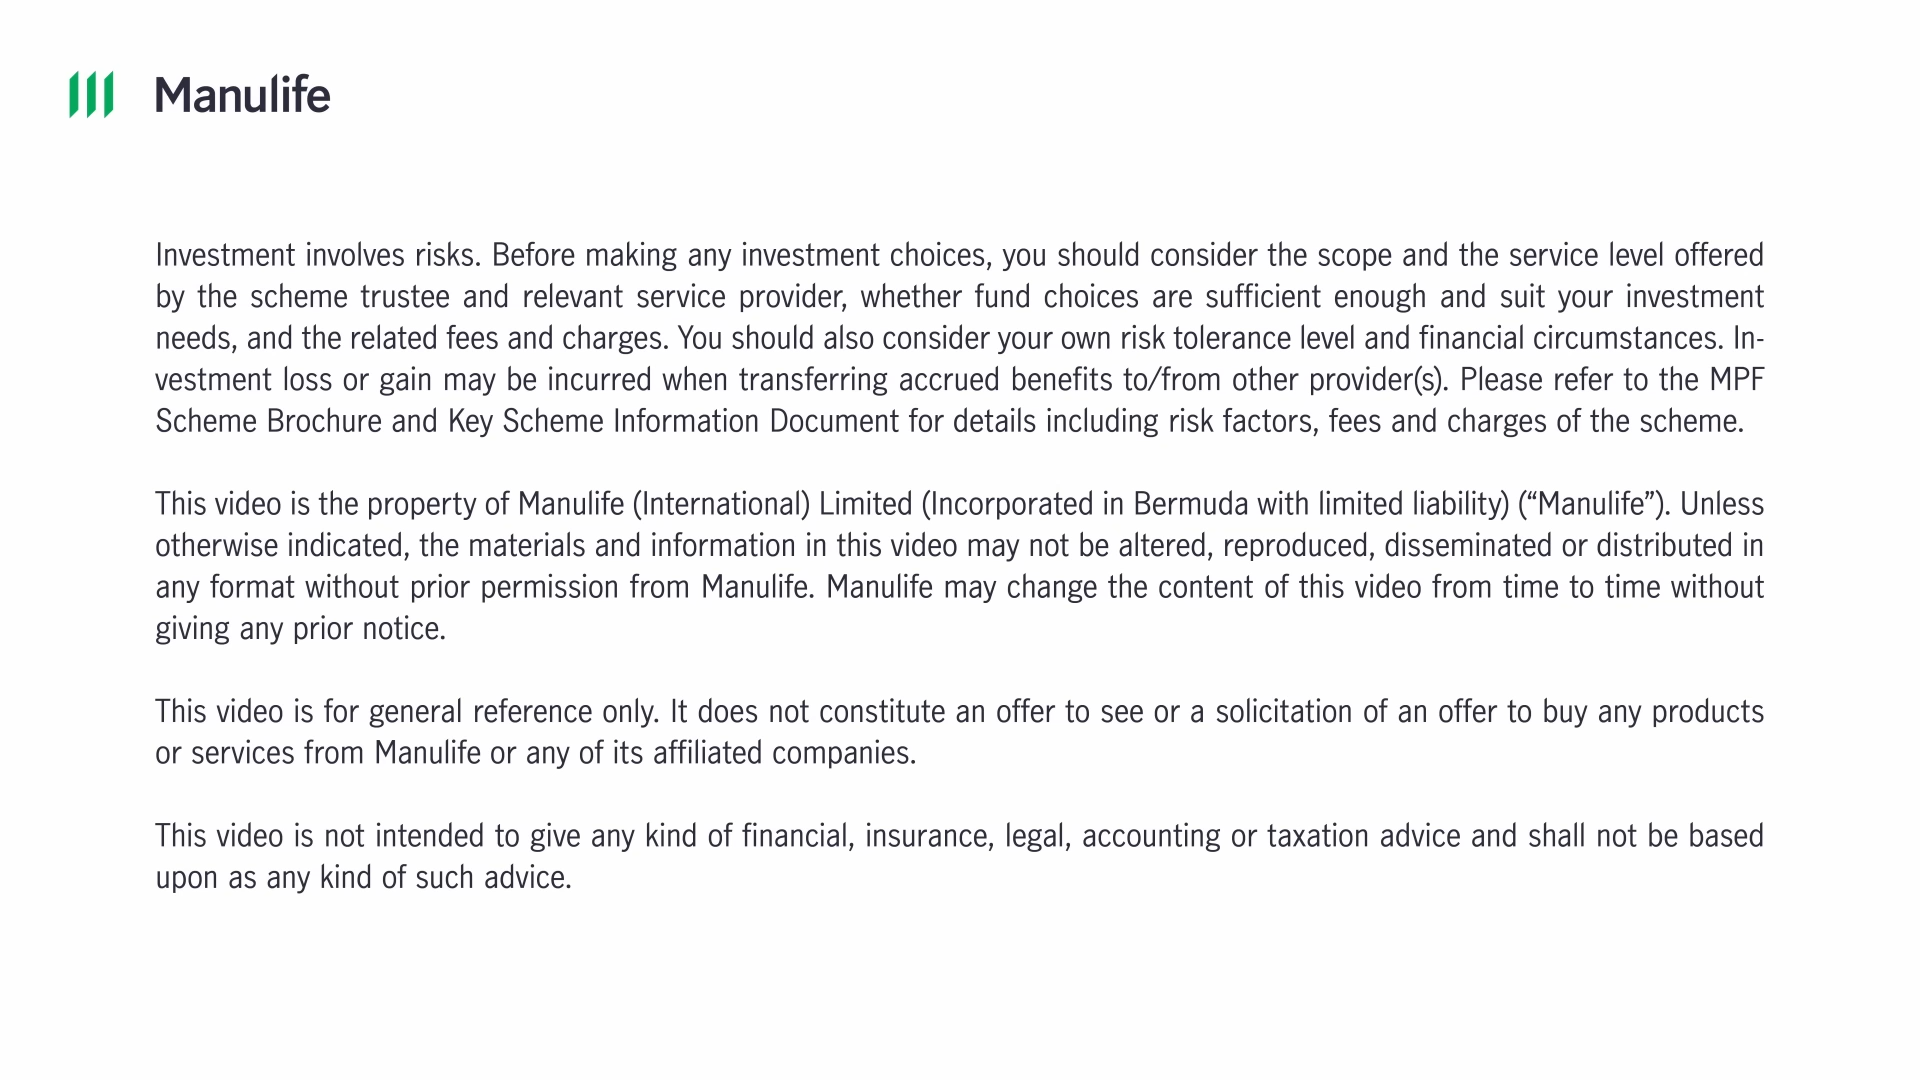 Manulife
Investment involves risks. Before making any investment choices, you should consider the scope and the service level offered
by the scheme trustee and relevant service provider, whether fund choices are sufficient enough and suit your investment
needs, and the related fees and charges. You should also consider your own risk tolerance level and financial circumstances. In-
vestment loss or gain may be incurred when transferring accrued benefits to/from other provider(s). Please refer to the MPF
Scheme Brochure and Key Scheme Information Document for details including risk factors, fees and charges of the scheme.
This video is the property of Manulife (International) Limited (Incorporated in Bermuda with limited liability) (“Manulife”). Unless
otherwise indicated, the materials and information in this video may not be altered, reproduced, disseminated or distributed in
any format without prior permission from Manulife. Manulife may change the content of this video from time to time without
giving any prior notice.
This video is for general reference only. It does not constitute an offer to see or a solicitation of an offer to buy any products
or services from Manulife or any of its affiliated companies.
This video is not intended to give any kind of financial, insurance, legal, accounting or taxation advice and shall not be based
upon as any kind of such advice.